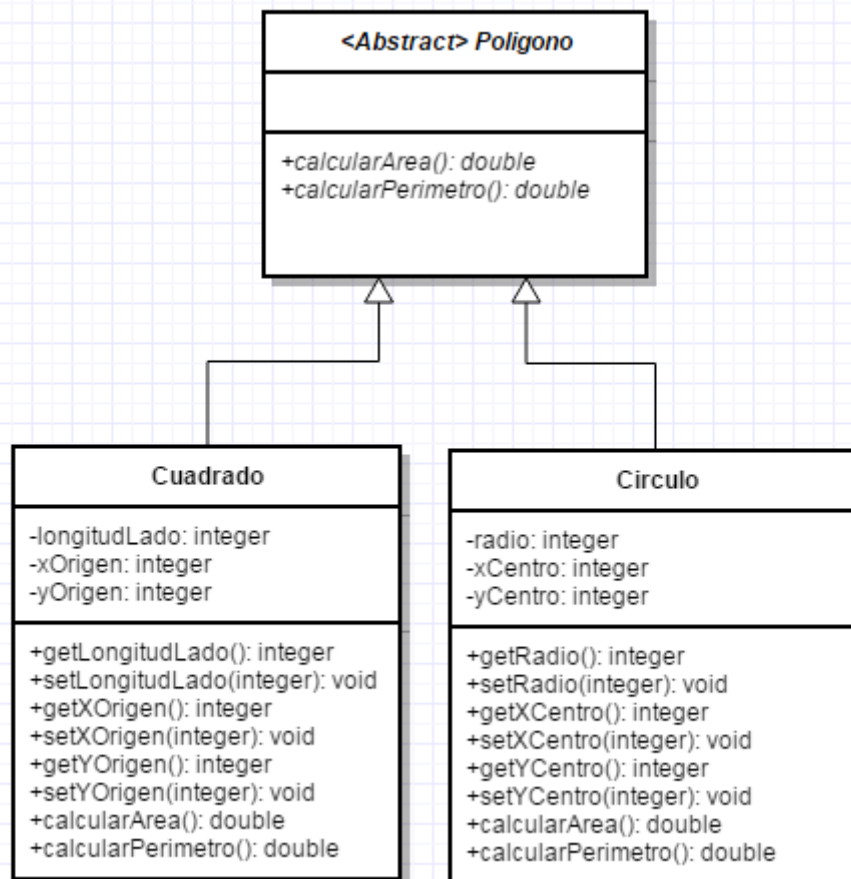 <Abstract> Poligono
+calcularArea(): double
+calcularPerimetro(): double
Cuadrado
-longitudLado: integer
-xOrigen: integer
-yOrigen: integer
+getLongitudLado(): integer
+setLongitudLado(integer): void
+getXOrigen(): integer
+setXOrigen(integer): void
+getYOrigen(): integer
+setYOrigen(integer): void
+calcularArea(): double
+calcularPerimetro(): double
Circulo
-radio: integer
-xCentro: integer
-yCentro: integer
+getRadio(): integer
+setRadio(integer): void
+getXCentro(): integer
+setXCentro(integer): void
+getYCentro(): integer
+setYCentro(integer): void
+calcularArea(): double
+calcularPerimetro(): double